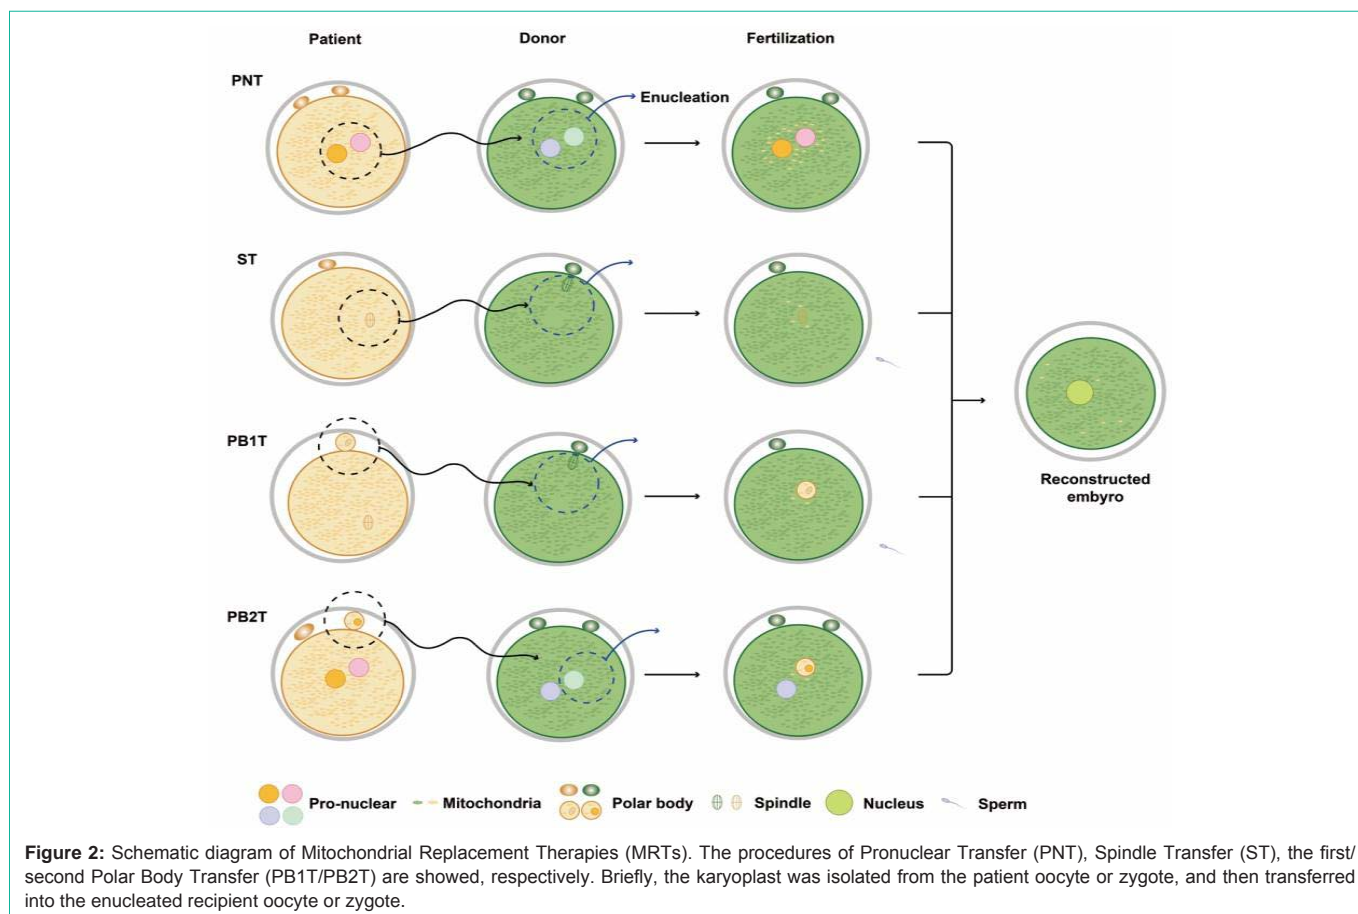 Patient Donor Fertilization
PNT
Enucleation
ST
PB1T
Reconstructed
embyro
PB2T
Pro-nuclear Mitochondria Polar body Spindle Nucleus Sperm
Figure 2: Schematic diagram of Mitochondrial Replacement Therapies (MRTs). The procedures of Pronuclear Transfer (PNT), Spindle Transfer (ST), the first/
second Polar Body Transfer (PB1T/PB2T) are showed, respectively. Briefly, the karyoplast was isolated from the patient oocyte or zygote, and then transferred
into the enucleated recipient oocyte or zygote.